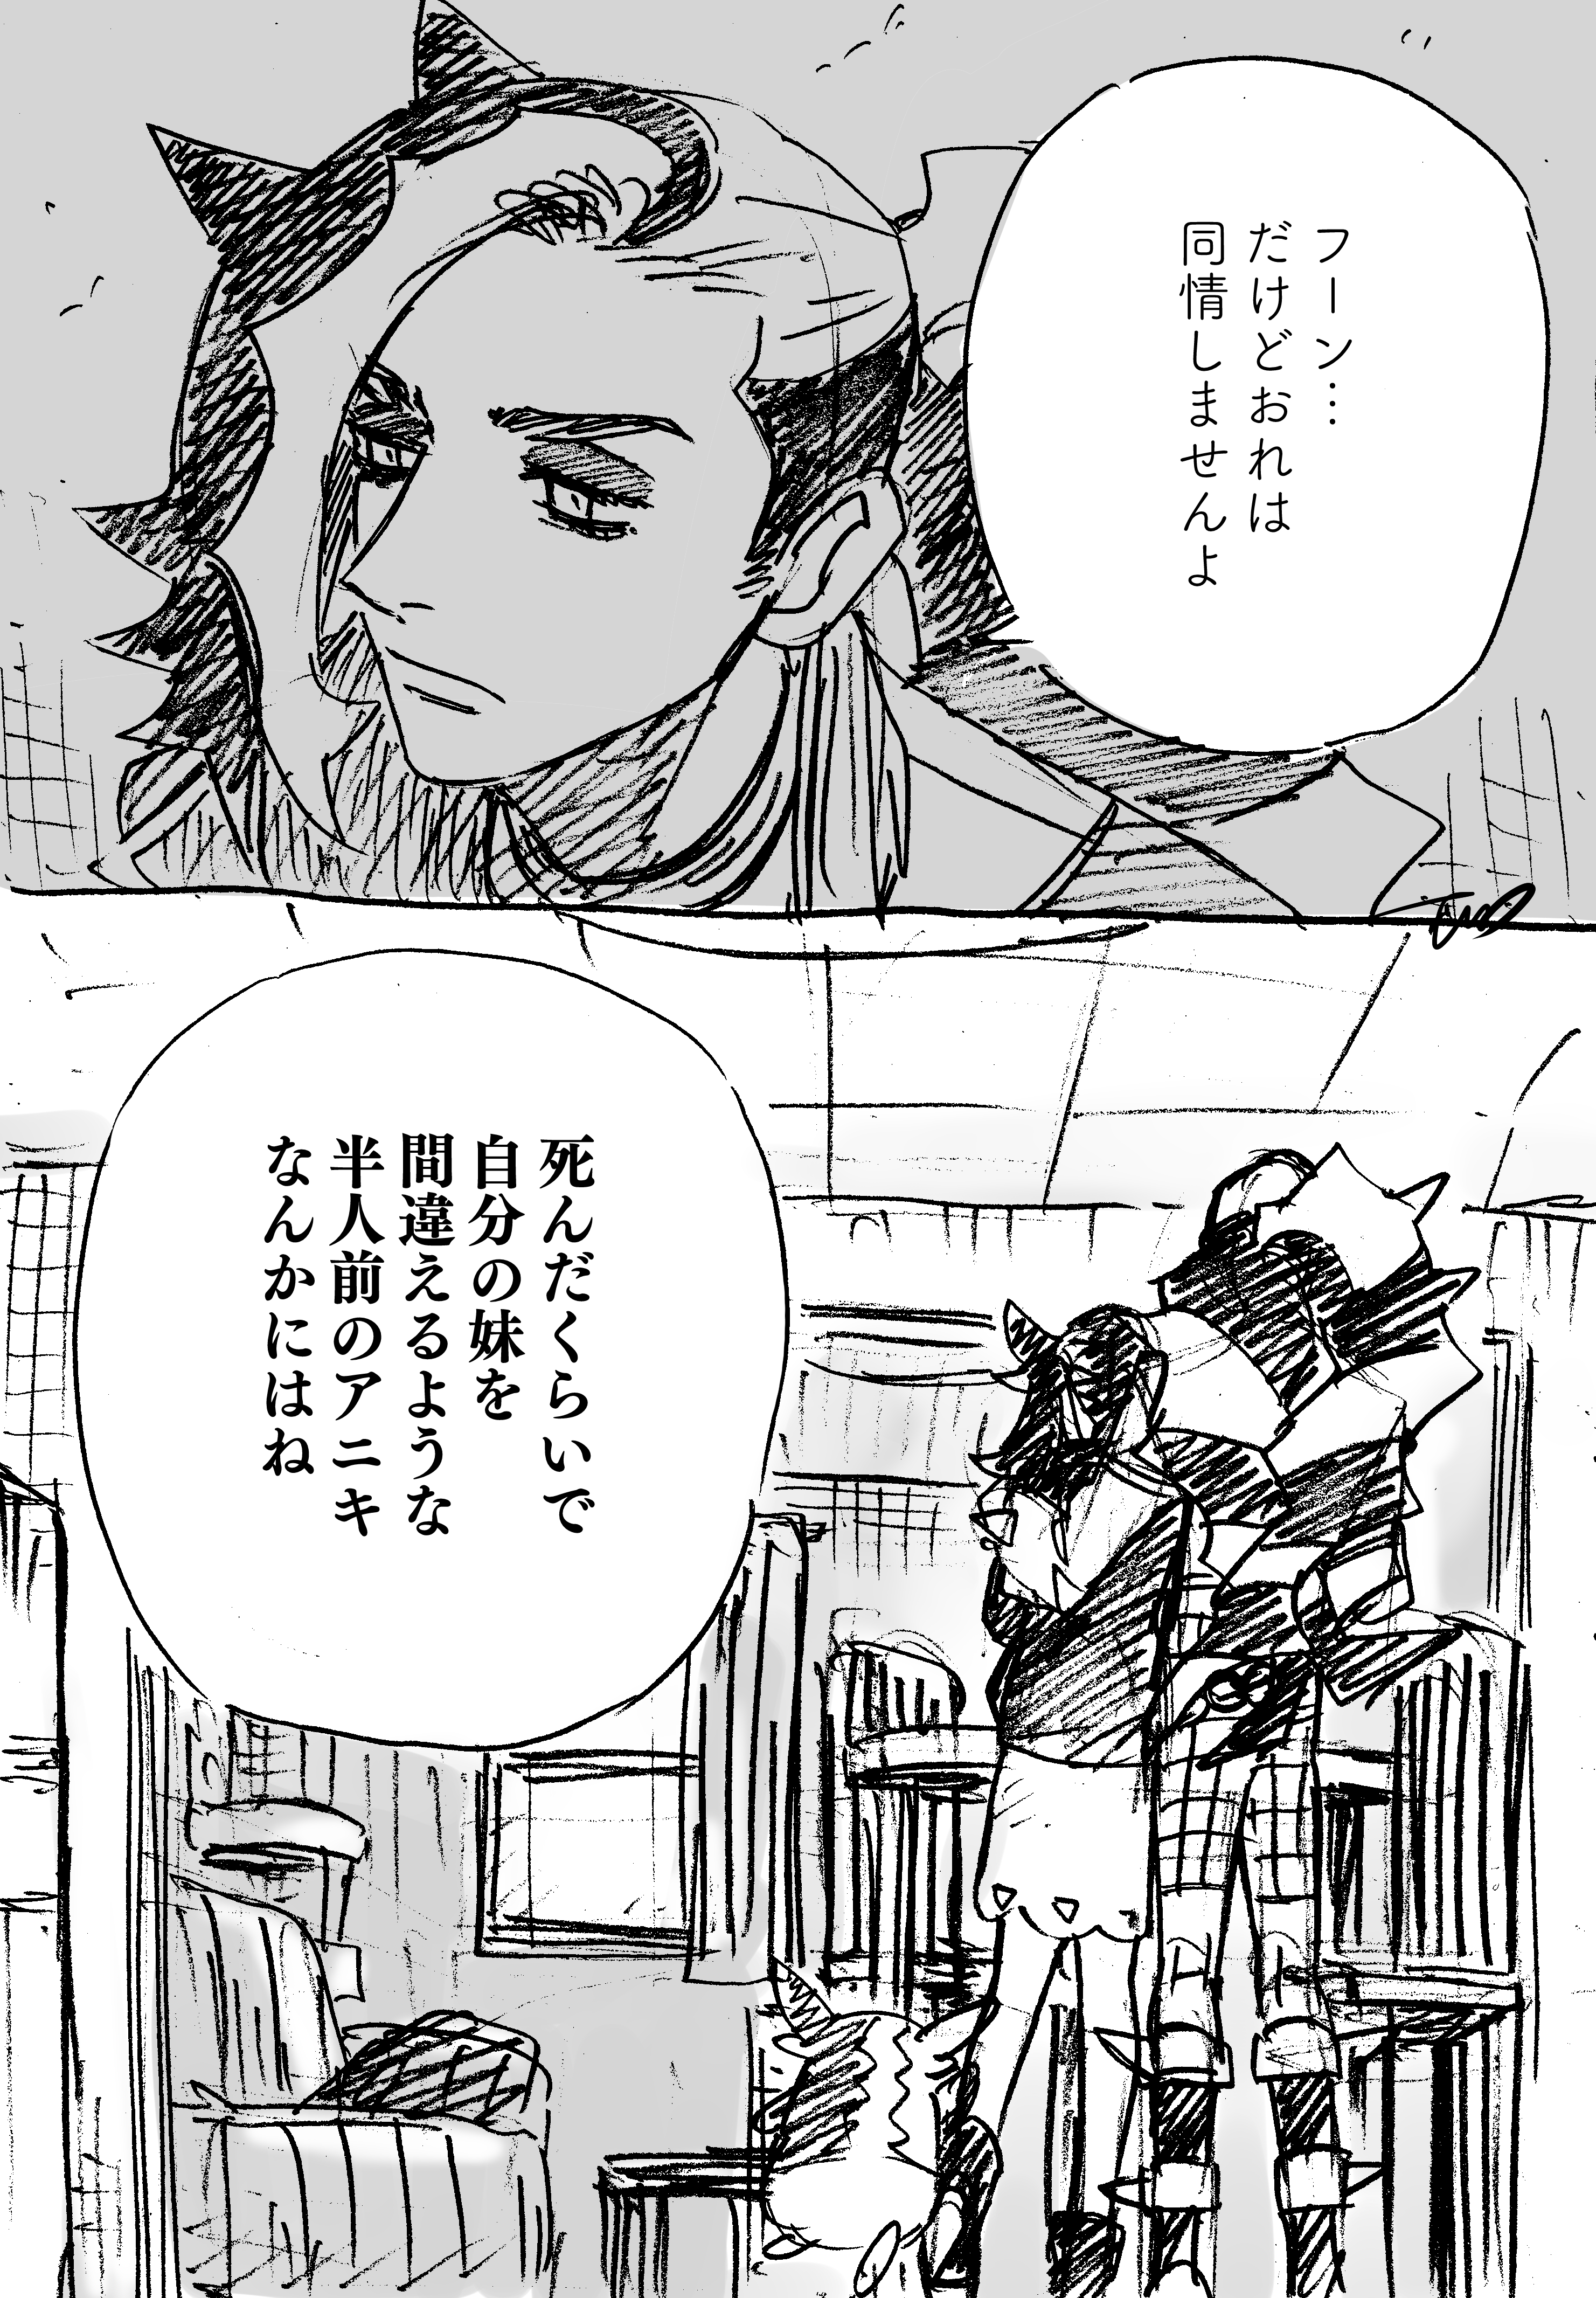 フーン…
だけどおれは
同情しませんよ
死んだくらいで
自分の妹を
間違えるような
半人前のアニキ
なんかにはね